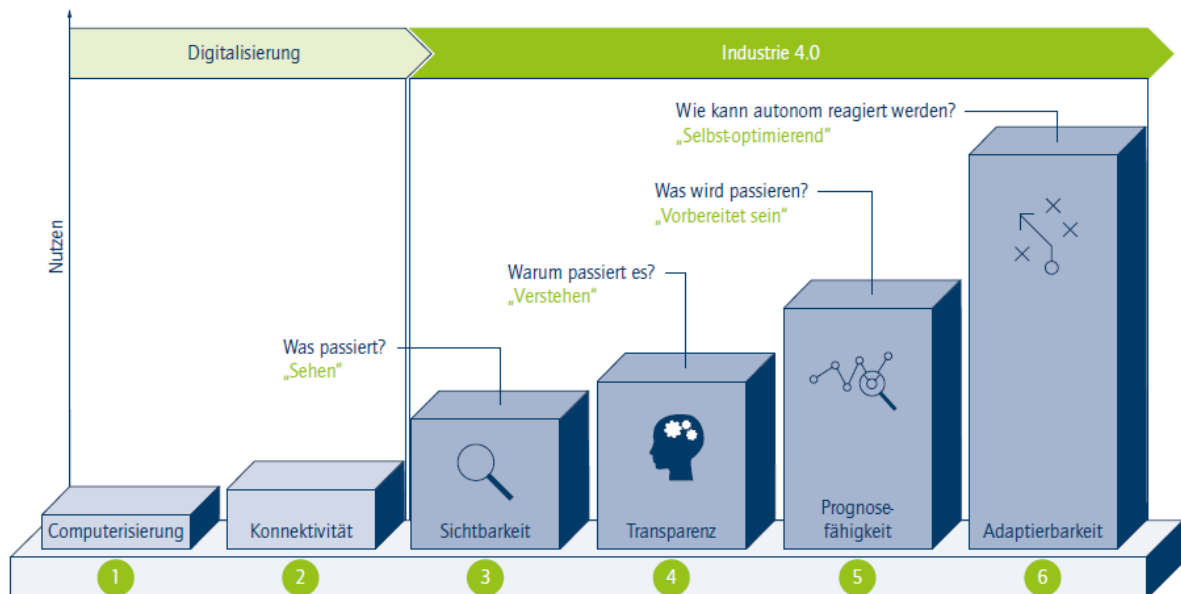 Digitalisierung
Industrie 4.0
Nutzen
Wie kann autonom reagiert werden?
„Selbst-optimierend“
Was wird passieren?
„Vorbereitet sein“
Warum passiert es?
„Verstehen“
Was passiert?
„Sehen“
Computerisierung
Konnektivität
Sichtbarkeit
Transparenz
Prognose-
fähigkeit
Adaptierbarkeit
1
2
3
4
5
6